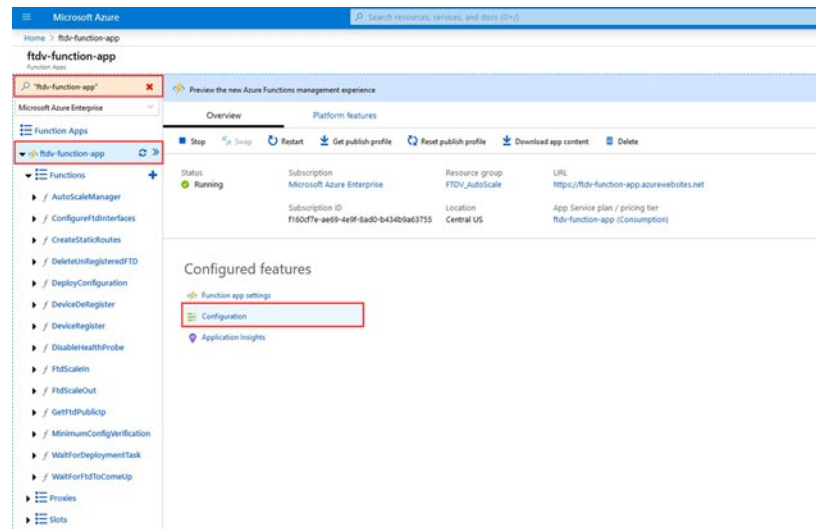 Microsoft Azure
Search resources, services, and docs (G+/)
Home > ftdv-function-app
ftdv-function-app
Function Apps
"ftdv-function-app"
Preview the new Azure Functions management experience
Microsoft Azure Enterprise
Overview Platform features
Function Apps
Stop Swap Restart Get publish profile Reset publish profile Download app content Delete
ftdv-function-app
Functions
AutoScaleManager
ConfigureFtdInterfaces
CreateStaticRoutes
DeleteUnRegisteredFTD
DeployConfiguration
DeviceDeRegister
DeviceRegister
DisableHealthProbe
FtdScaleIn
FtdScaleOut
GetFtdPublicIp
MinimumConfigVerification
WaitForDeploymentTask
WaitForFtdToComeUp
Proxies
Slots
Status Subscription Resource group URL
Running Microsoft Azure Enterprise FTDV_AutoScale https://ftdv-function-app.azurewebsites.net
Subscription ID Location App Service plan / pricing tier
f160cf7e-ae69-4e9f-8ad0-b434b9a63755 Central US ftdv-function-app (Consumption)
Configured features
Function app settings
Configuration
Application Insights